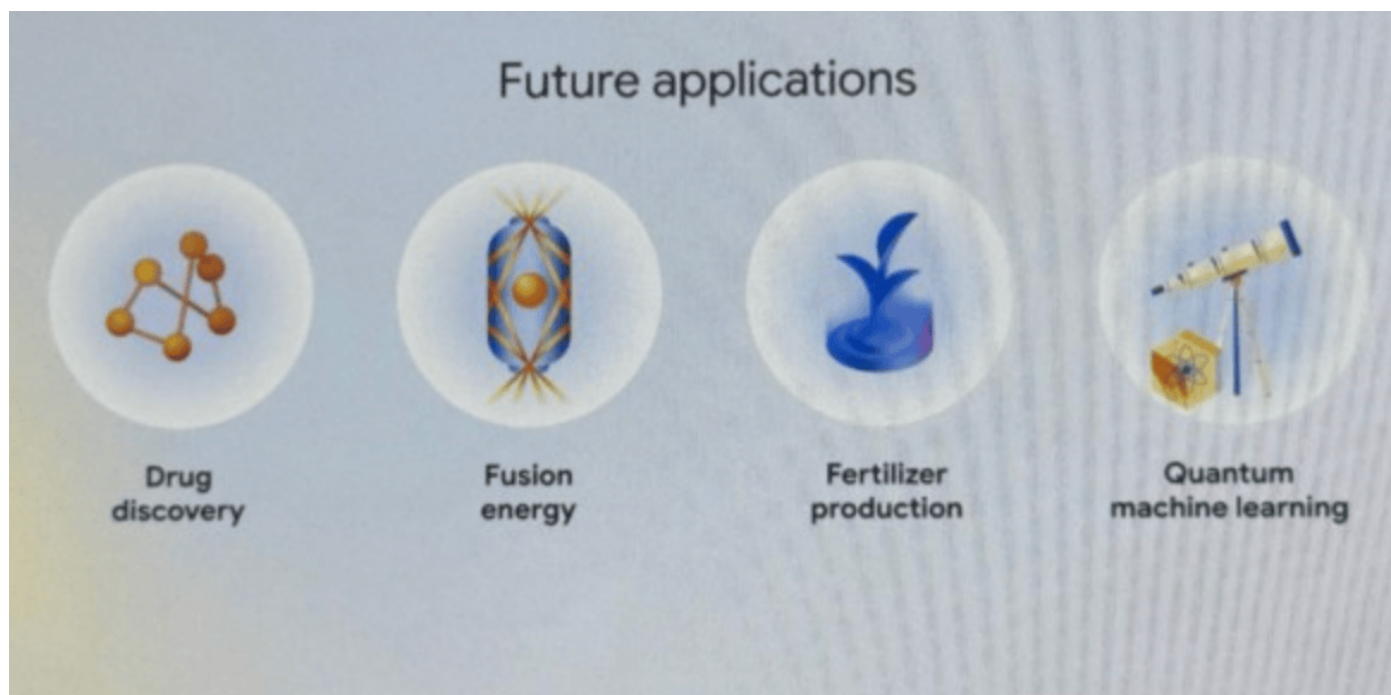 Future applications
Drug
discovery
Fusion
energy
Fertilizer
production
Quantum
machine learning